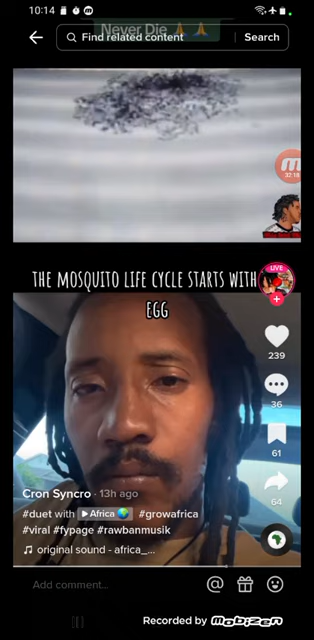 10:14
Never Die 🙏 🙏
Find related content
Search
37:18
THE MOSQUITO LIFE CYCLE STARTS WITH
EGG
LIVE
239
36
61
64
Cron Syncro · 13h ago
#duet with ▶Africa 🌍 #growafrica
#viral #fypage #rawbanmusik
♫ original sound - africa_...
Add comment...
Recorded by mobizen